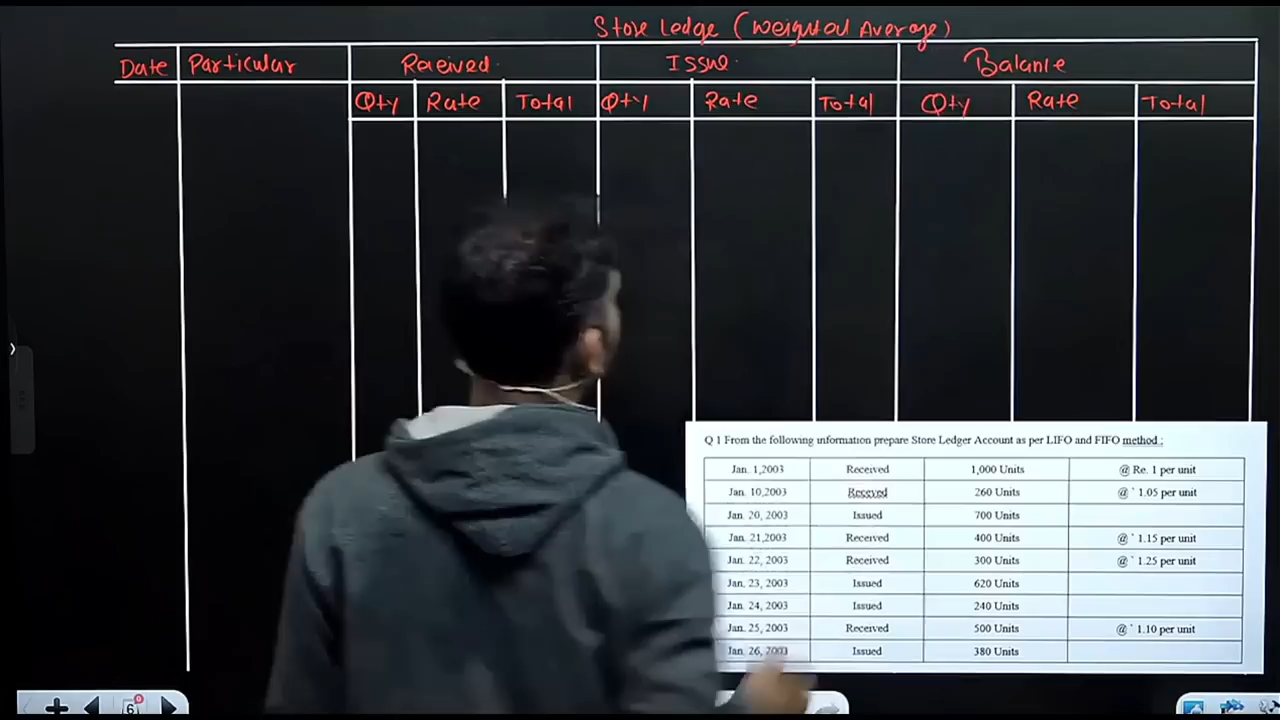 Store Ledge (Weighted Average)
Date Particular Received Issue Balance
Qty Rate Total Qty Rate Total Qty Rate Total
Q 1 From the following information prepare Store Ledger Account as per LIFO and FIFO method :
Jan. 1,2003 Received 1,000 Units @ Re. 1 per unit
Jan. 10,2003 Receved 260 Units @ ` 1.05 per unit
Jan. 20, 2003 Issued 700 Units
Jan. 21,2003 Received 400 Units @ ` 1.15 per unit
Jan. 22, 2003 Received 300 Units @ ` 1.25 per unit
Jan. 23, 2003 Issued 620 Units
Jan. 24, 2003 Issued 240 Units
Jan. 25, 2003 Received 500 Units @ ` 1.10 per unit
Jan. 26, 2003 Issued 380 Units
6